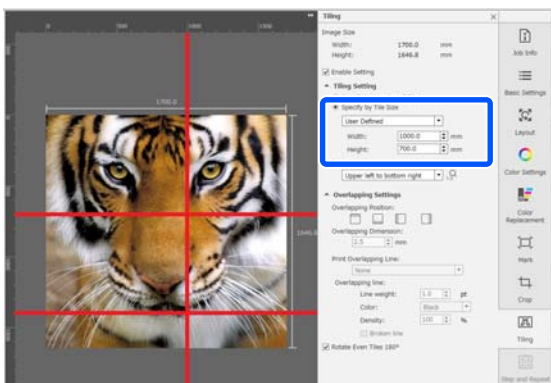 Tiling
Image Size
Width: 1700.0 mm
Height: 1646.8 mm
Enable Setting
Tiling Setting
Specify by Tile Size
User Defined
Width: 1000.0 mm
Height: 700.0 mm
Upper left to bottom right
Overlapping Settings
Overlapping Position:
Overlapping Dimension:
2.5 mm
Print Overlapping Line:
None
Overlapping line:
Line weight: 1.0 pt
Color: Black
Density: 100 %
Broken line
Rotate Even Tiles 180°
Job Info
Basic Settings
Layout
Color Settings
Color Replacement
Mark
Crop
Tiling
Step and Repeat
0 500 1000 1500
1700.0